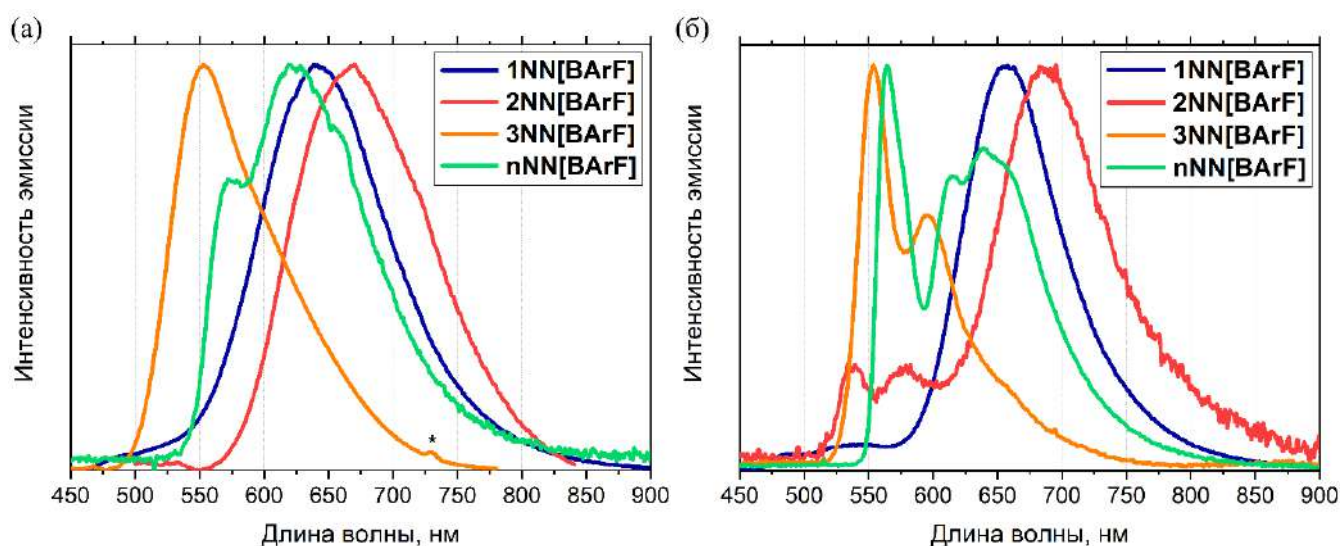 (а)
1NN[BArF]
2NN[BArF]
3NN[BArF]
nNN[BArF]
*
Интенсивность эмиссии
450 500 550 600 650 700 750 800 850 900
Длина волны, нм
(б)
1NN[BArF]
2NN[BArF]
3NN[BArF]
nNN[BArF]
Интенсивность эмиссии
450 500 550 600 650 700 750 800 850 900
Длина волны, нм